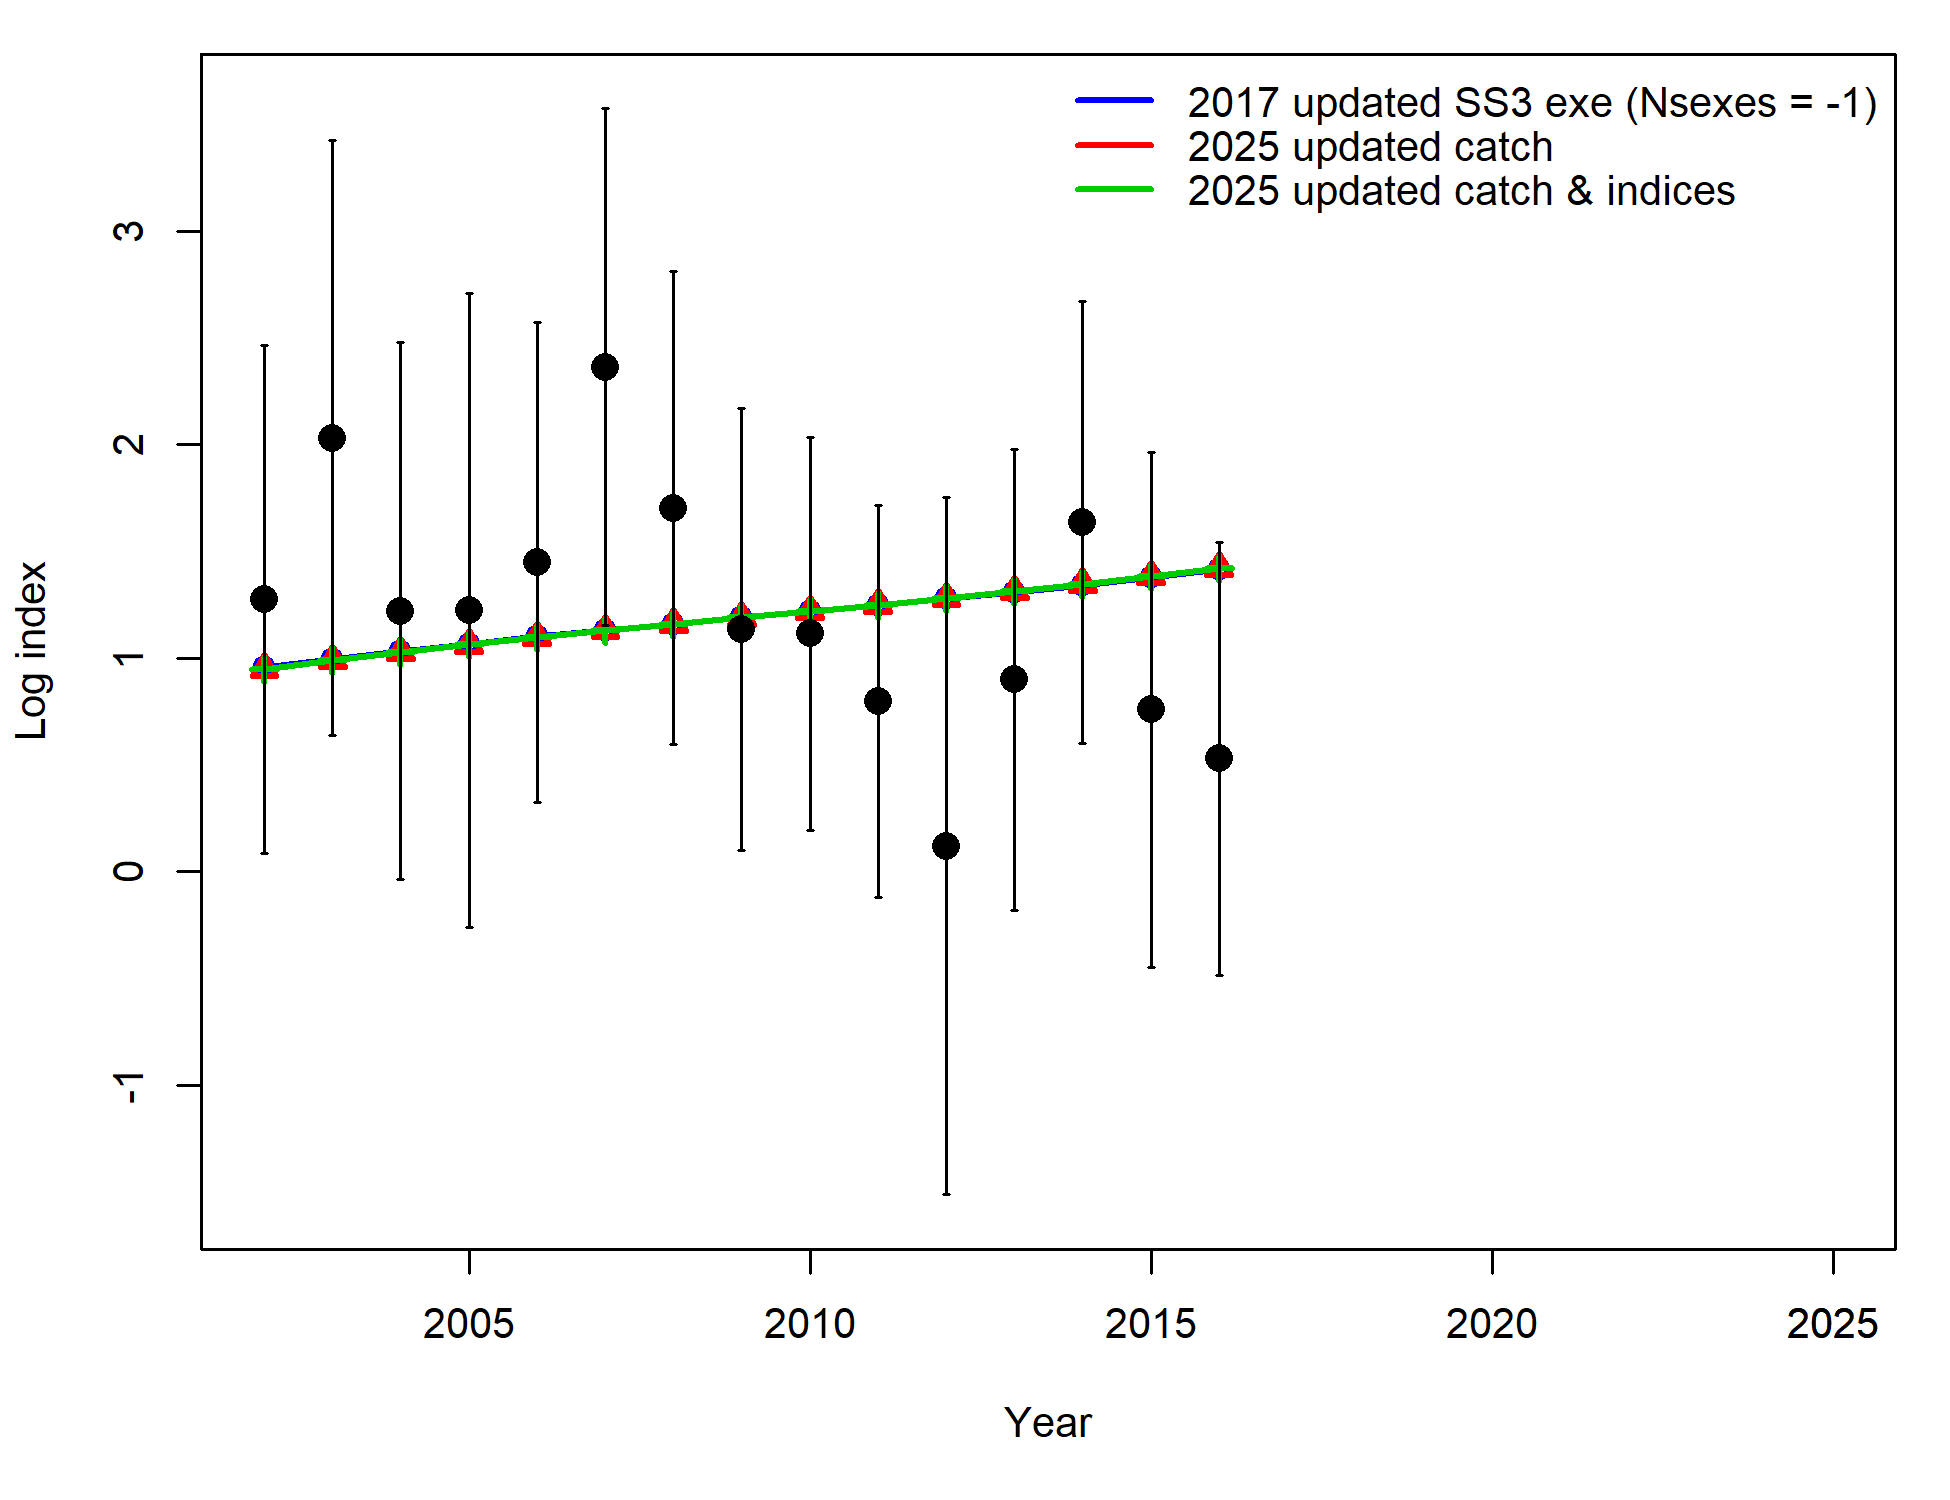 2017 updated SS3 exe (Nsexes = -1)
2025 updated catch
2025 updated catch & indices
Log index
3
2
1
0
-1
2005 2010 2015 2020 2025
Year